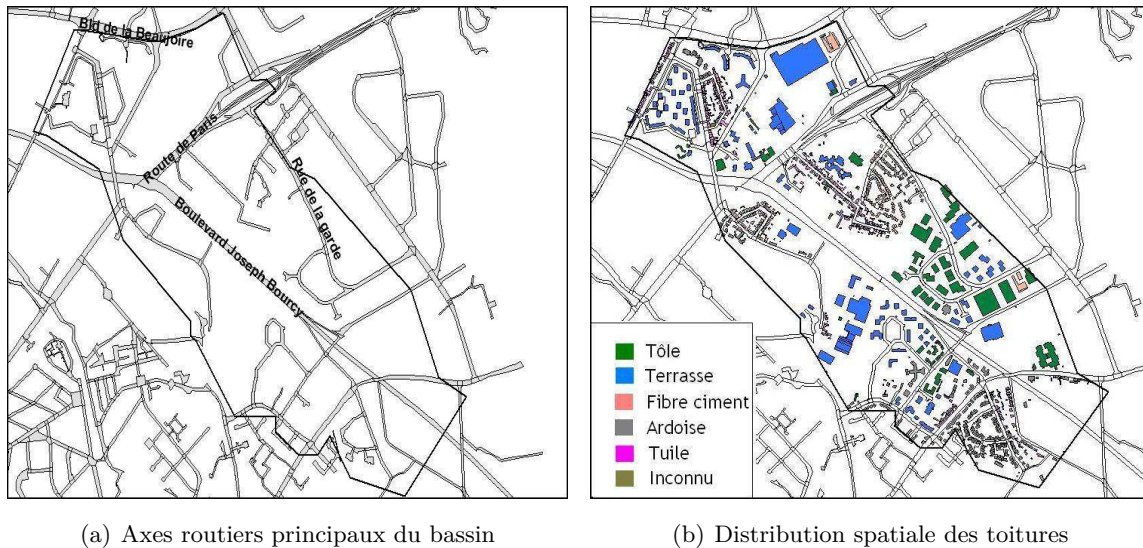 Bld de la Beaujoire
Route de Paris
Rue de la garde
Boulevard Joseph Bourcy
Tôle
Terrasse
Fibre ciment
Ardoise
Tuile
Inconnu
(a) Axes routiers principaux du bassin
(b) Distribution spatiale des toitures